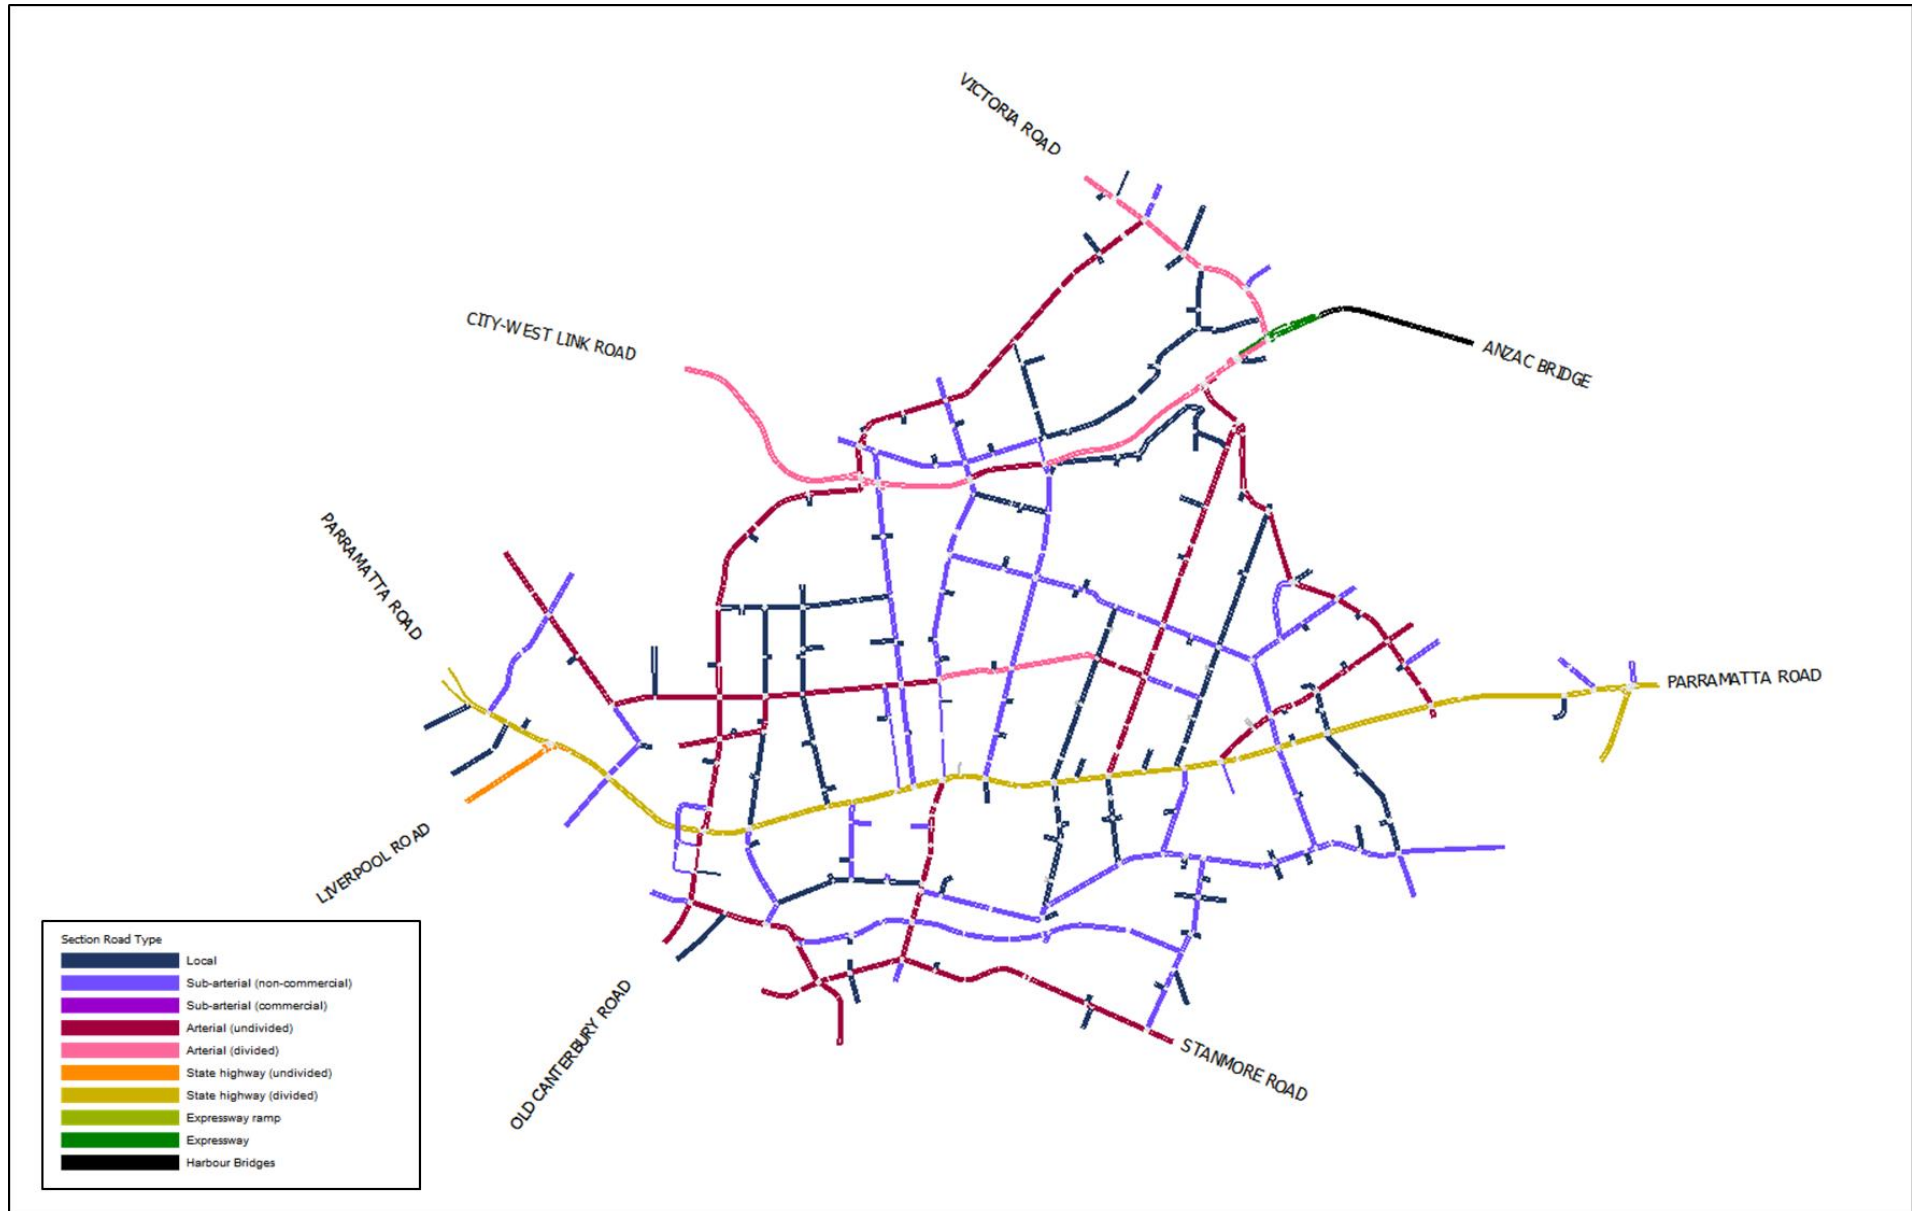 VICTORIA ROAD
CITY-WEST LINK ROAD
ANZAC BRIDGE
PARRAMATTA ROAD
PARRAMATTA ROAD
LIVERPOOL ROAD
OLD CANTERBURY ROAD
STANMORE ROAD
Section Road Type
Local
Sub-arterial (non-commercial)
Sub-arterial (commercial)
Arterial (undivided)
Arterial (divided)
State highway (undivided)
State highway (divided)
Expressway ramp
Expressway
Harbour Bridges